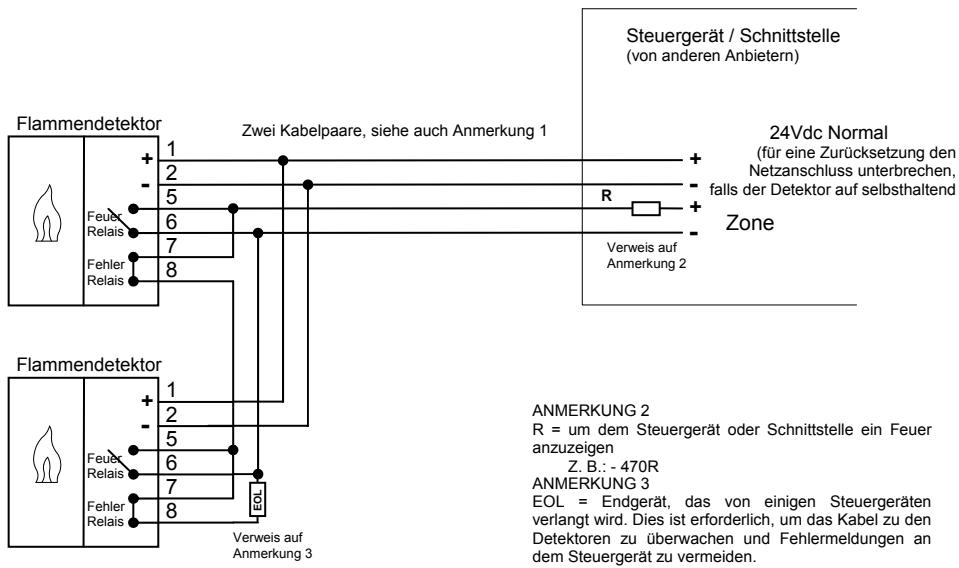 Steuergerät / Schnittstelle
(von anderen Anbietern)
Flammendetektor
Zwei Kabelpaare, siehe auch Anmerkung 1
24Vdc Normal
(für eine Zurücksetzung den
Netzanschluss unterbrechen,
falls der Detektor auf selbsthaltend
+ 1
- 2
5
Feuer
Relais
6
7
Fehler
Relais
8
R
+
-
+
-
Zone
Verweis auf
Anmerkung 2
Flammendetektor
+ 1
- 2
5
Feuer
Relais
6
7
Fehler
Relais
8
EOL
Verweis auf
Anmerkung 3
ANMERKUNG 2
R = um dem Steuergerät oder Schnittstelle ein Feuer
anzuzeigen
Z. B.: - 470R
ANMERKUNG 3
EOL = Endgerät, das von einigen Steuergeräten
verlangt wird. Dies ist erforderlich, um das Kabel zu den
Detektoren zu überwachen und Fehlermeldungen an
dem Steuergerät zu vermeiden.